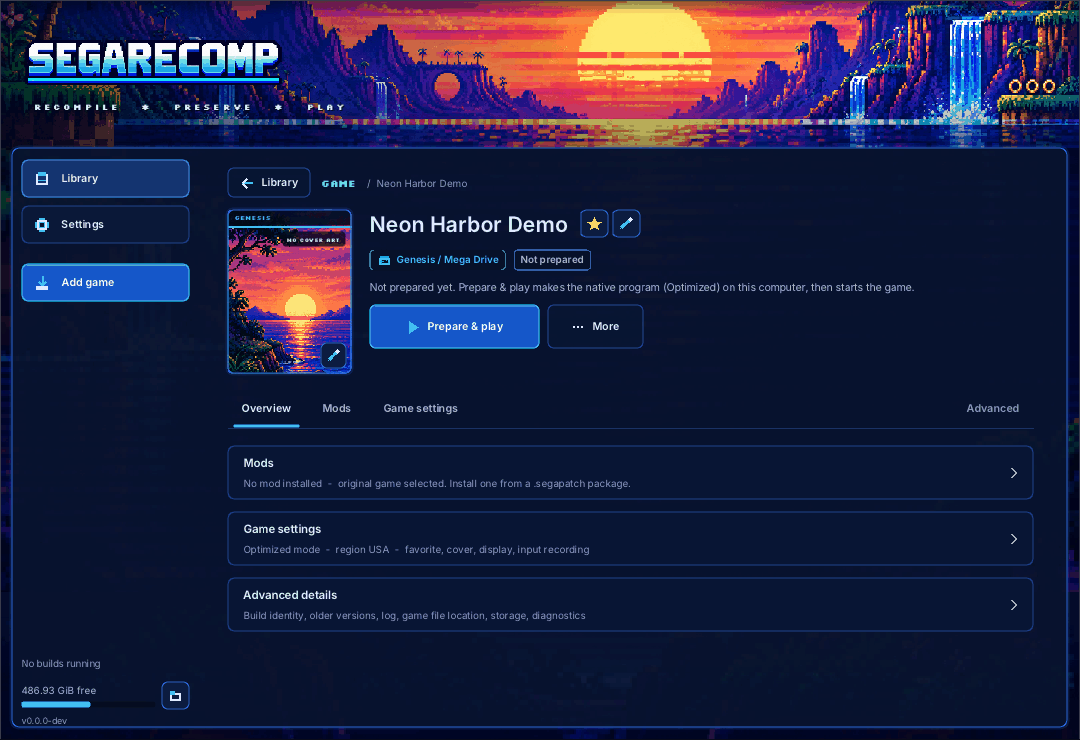 SEGARECOMP
RECOMPILE * PRESERVE * PLAY
Library
Settings
Add game
Library GAME / Neon Harbor Demo
GENESIS
NO COVER ART
Neon Harbor Demo
Genesis / Mega Drive Not prepared
Not prepared yet. Prepare & play makes the native program (Optimized) on this computer, then starts the game.
Prepare & play ··· More
Overview Mods Game settings Advanced
Mods
No mod installed - original game selected. Install one from a .segapatch package.
Game settings
Optimized mode - region USA - favorite, cover, display, input recording
Advanced details
Build identity, older versions, log, game file location, storage, diagnostics
No builds running
486.93 GiB free
v0.0.0-dev